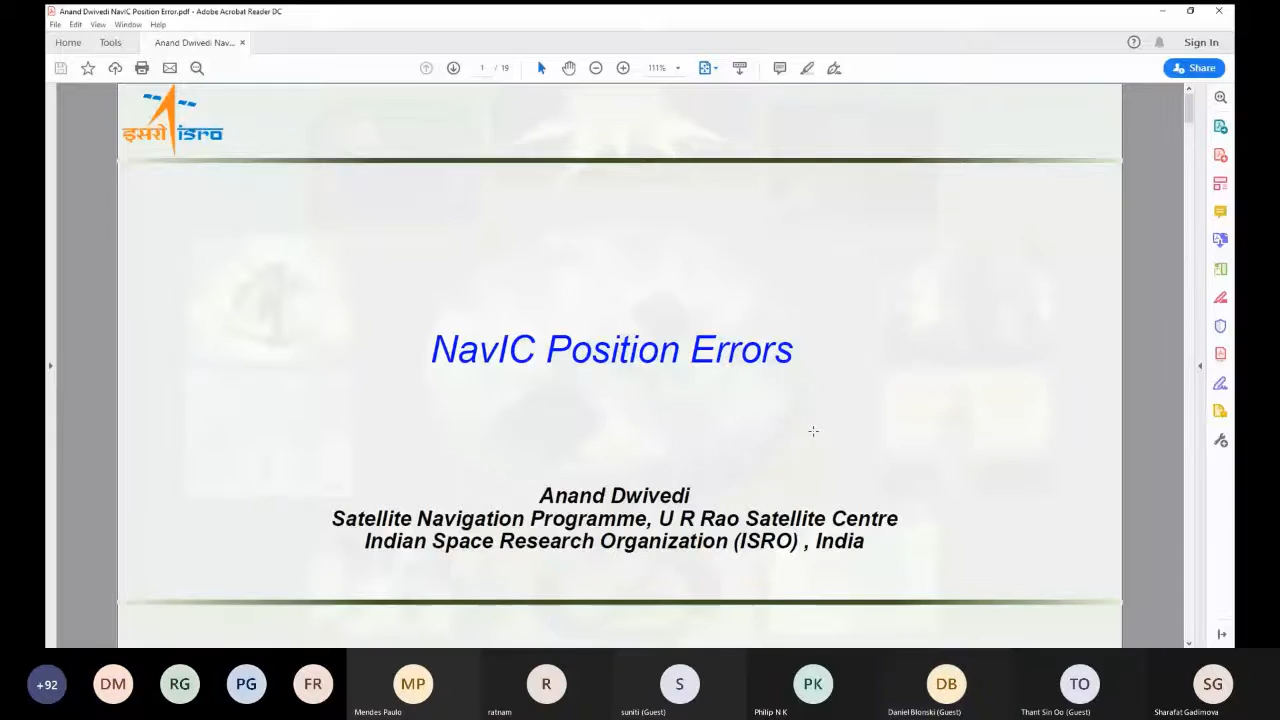 Anand Dwivedi NavIC Position Error.pdf - Adobe Acrobat Reader DC
File Edit View Window Help
Home Tools Anand Dwivedi Nav... ×
Sign In
1 / 19
111%
Share
इसरो isro
NavIC Position Errors
Anand Dwivedi
Satellite Navigation Programme, U R Rao Satellite Centre
Indian Space Research Organization (ISRO) , India
+92 DM RG PG FR MP R S PK DB TO SG
Mendes Paulo ratnam suniti (Guest) Philip N K Daniel Blonski (Guest) Thant Sin Oo (Guest) Sharafat Gadimova